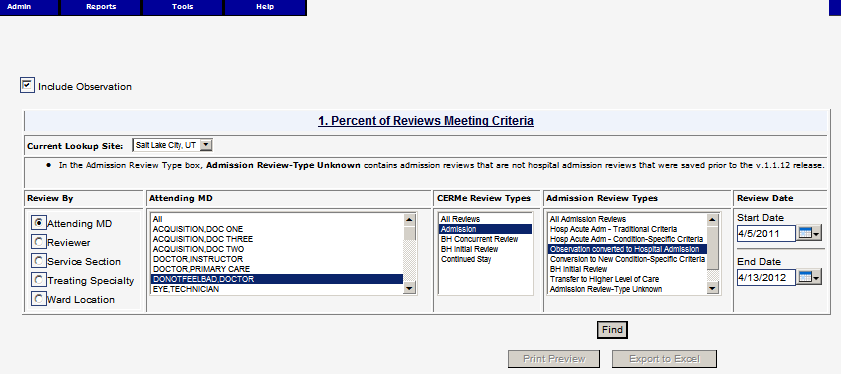 Admin Reports Tools Help
Include Observation
1. Percent of Reviews Meeting Criteria
Current Lookup Site: Salt Lake City, UT
In the Admission Review Type box, Admission Review-Type Unknown contains admission reviews that are not hospital admission reviews that were saved prior to the v.1.1.12 release.
Review By Attending MD CERMe Review Types Admission Review Types Review Date
Attending MD
Reviewer
Service Section
Treating Specialty
Ward Location
All
ACQUISITION,DOC ONE
ACQUISITION,DOC THREE
ACQUISITION,DOC TWO
DOCTOR,INSTRUCTOR
DOCTOR,PRIMARY CARE
DONOTFEELBAD,DOCTOR
EYE,TECHNICIAN
All Reviews
Admission
BH Concurrent Review
BH Initial Review
Continued Stay
All Admission Reviews
Hosp Acute Adm - Traditional Criteria
Hosp Acute Adm - Condition-Specific Criteria
Observation converted to Hospital Admission
Conversion to New Condition-Specific Criteria
BH Initial Review
Transfer to Higher Level of Care
Admission Review-Type Unknown
Start Date
4/5/2011
End Date
4/13/2012
Find
Print Preview Export to Excel